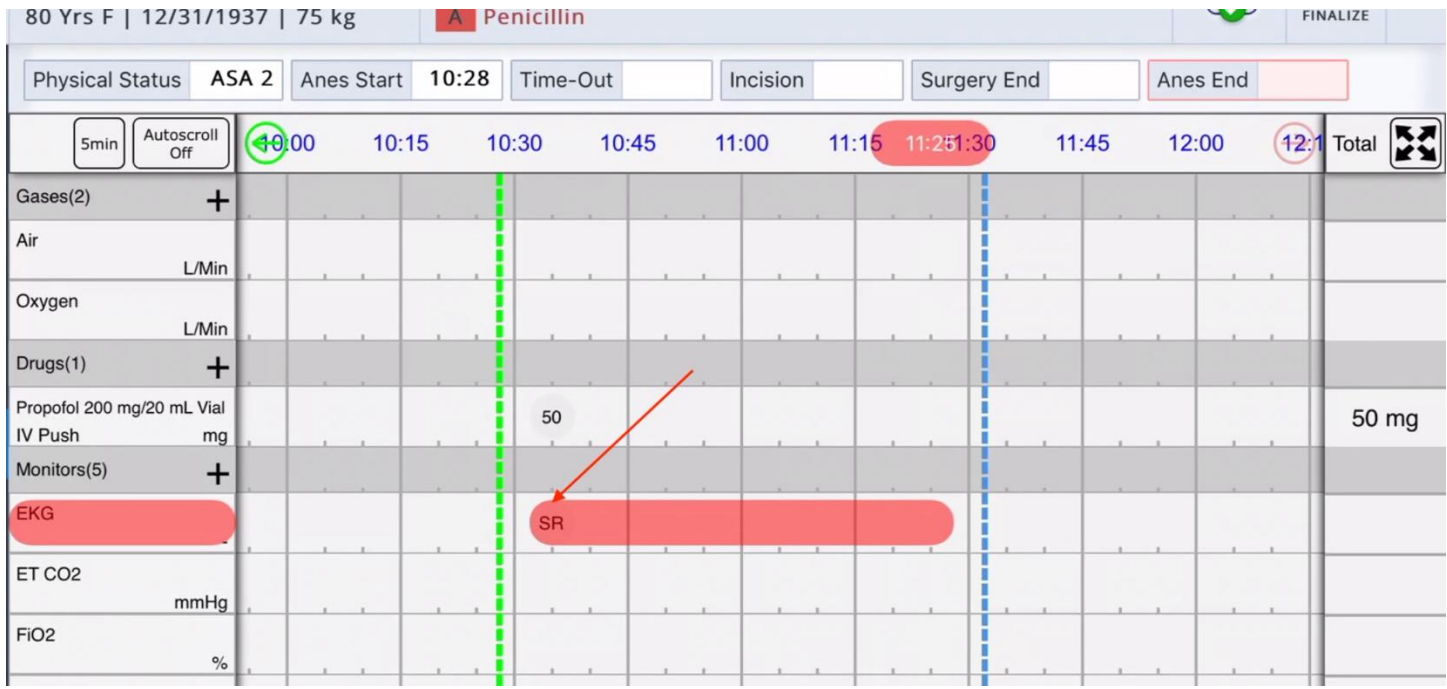 80 Yrs F | 12/31/1937 | 75 kg A Penicillin FINALIZE
Physical Status ASA 2 Anes Start 10:28 Time-Out Incision Surgery End Anes End
5min Autoscroll Off 10:00 10:15 10:30 10:45 11:00 11:15 11:30 11:45 12:00 Total
Gases(2) +
Air
L/Min
Oxygen
L/Min
Drugs(1) +
Propofol 200 mg/20 mL Vial
IV Push mg 50 50 mg
Monitors(5) +
EKG SR
ET CO2
mmHg
FiO2
%